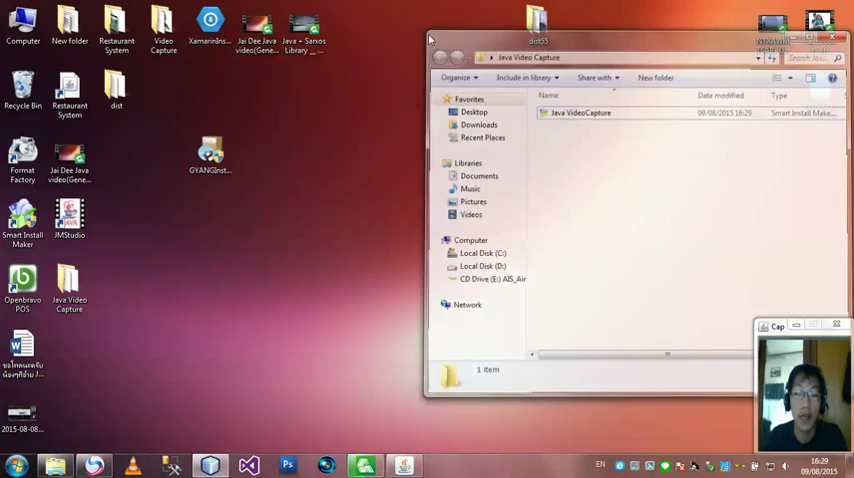 Computer
New folder
Restaurant
System
Video
Capture
XamarinIns...
Jai Dee Java
video(Gene...
Java + Sanxos
Library __ ...
dist55
Recycle Bin
Restaurant
System
dist
Format
Factory
Jai Dee Java
video(Gene...
GYANGInst...
Smart Install
Maker
JMStudio
Openbravo
POS
Java Video
Capture
2015-08-08...
Java Video Capture
Search Java...
Organize
Include in library
Share with
New folder
Name
Date modified
Type
Java VideoCapture
09/08/2015 16:29
Smart Install Make...
Favorites
Desktop
Downloads
Recent Places
Libraries
Documents
Music
Pictures
Videos
Computer
Local Disk (C:)
Local Disk (D:)
CD Drive (E:) AIS_Air
Network
1 item
Cap
EN
16:29
09/08/2015